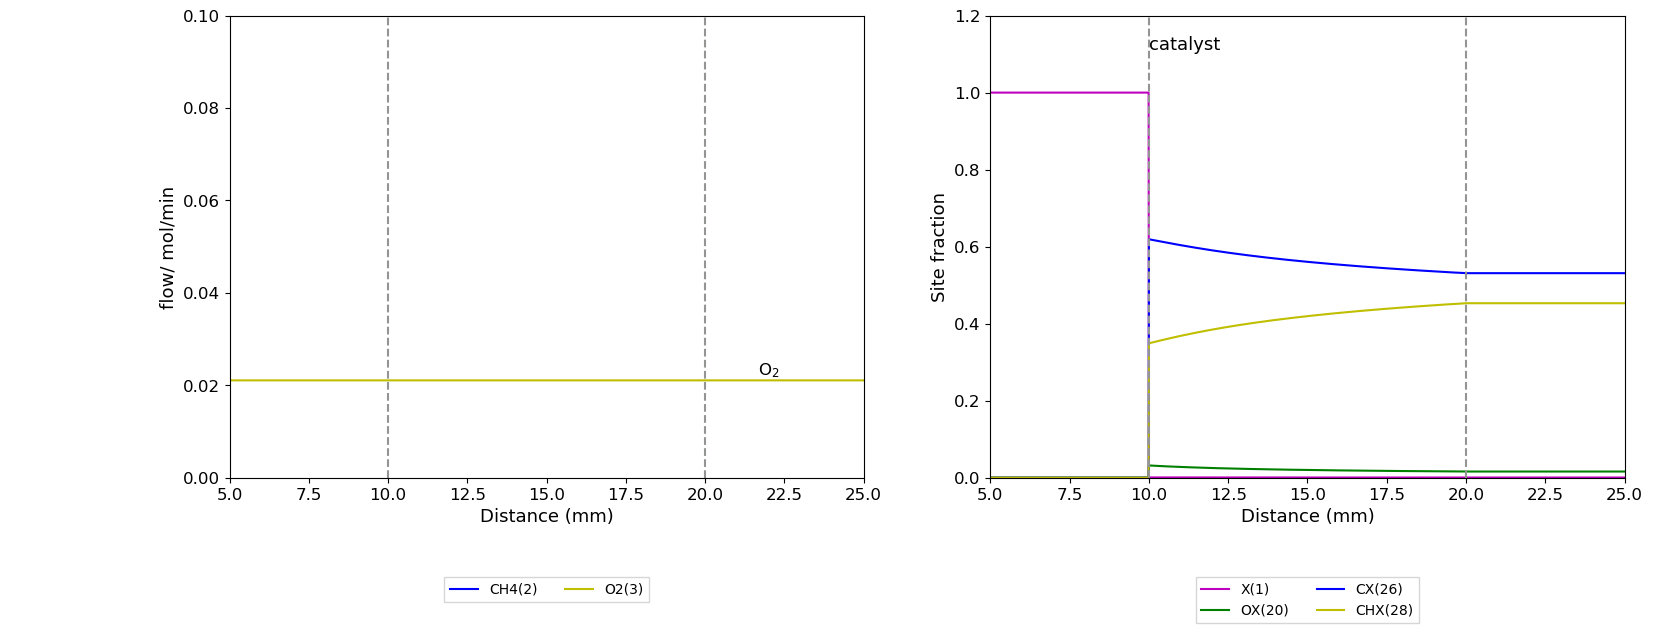 0.10
0.08
0.06
0.04
0.02
0.00
flow/ mol/min
O₂
5.0 7.5 10.0 12.5 15.0 17.5 20.0 22.5 25.0
Distance (mm)
CH4(2) O2(3)
1.2
1.0
0.8
0.6
0.4
0.2
0.0
Site fraction
catalyst
5.0 7.5 10.0 12.5 15.0 17.5 20.0 22.5 25.0
Distance (mm)
X(1) CX(26)
OX(20) CHX(28)